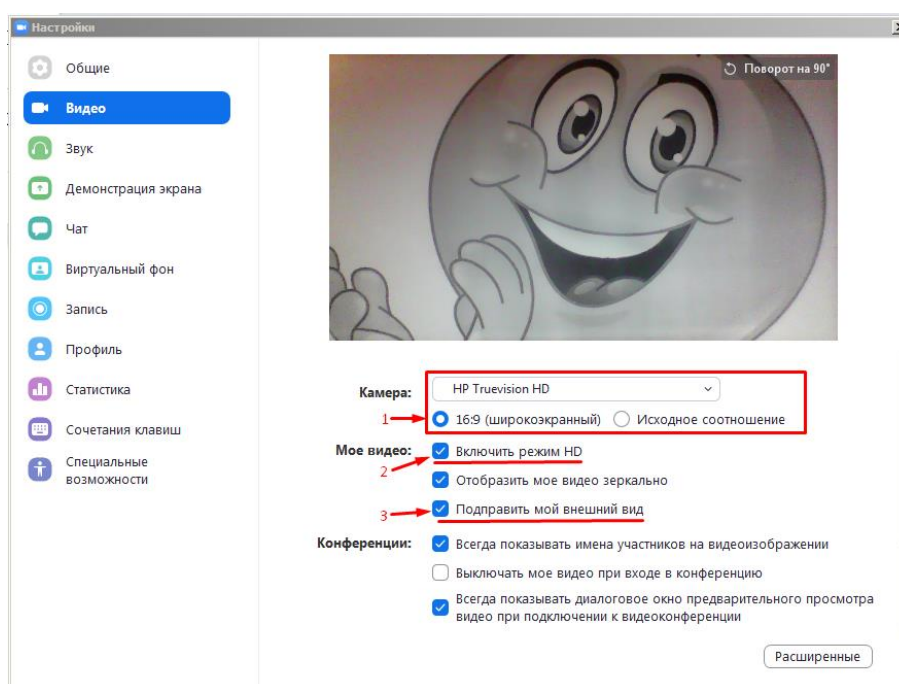 Настройки
Общие
Видео
Звук
Демонстрация экрана
Чат
Виртуальный фон
Запись
Профиль
Статистика
Сочетания клавиш
Специальные
возможности
Поворот на 90°
Камера: HP Truevision HD
1 16:9 (широкоэкранный) Исходное соотношение
Мое видео: Включить режим HD
2
Отобразить мое видео зеркально
3 Подправить мой внешний вид
Конференции: Всегда показывать имена участников на видеоизображении
Выключать мое видео при входе в конференцию
Всегда показывать диалоговое окно предварительного просмотра
видео при подключении к видеоконференции
Расширенные